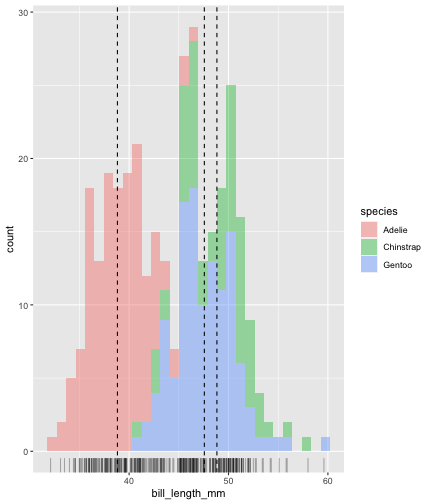 30
20
10
0
count
40
50
60
bill_length_mm
species
Adelie
Chinstrap
Gentoo